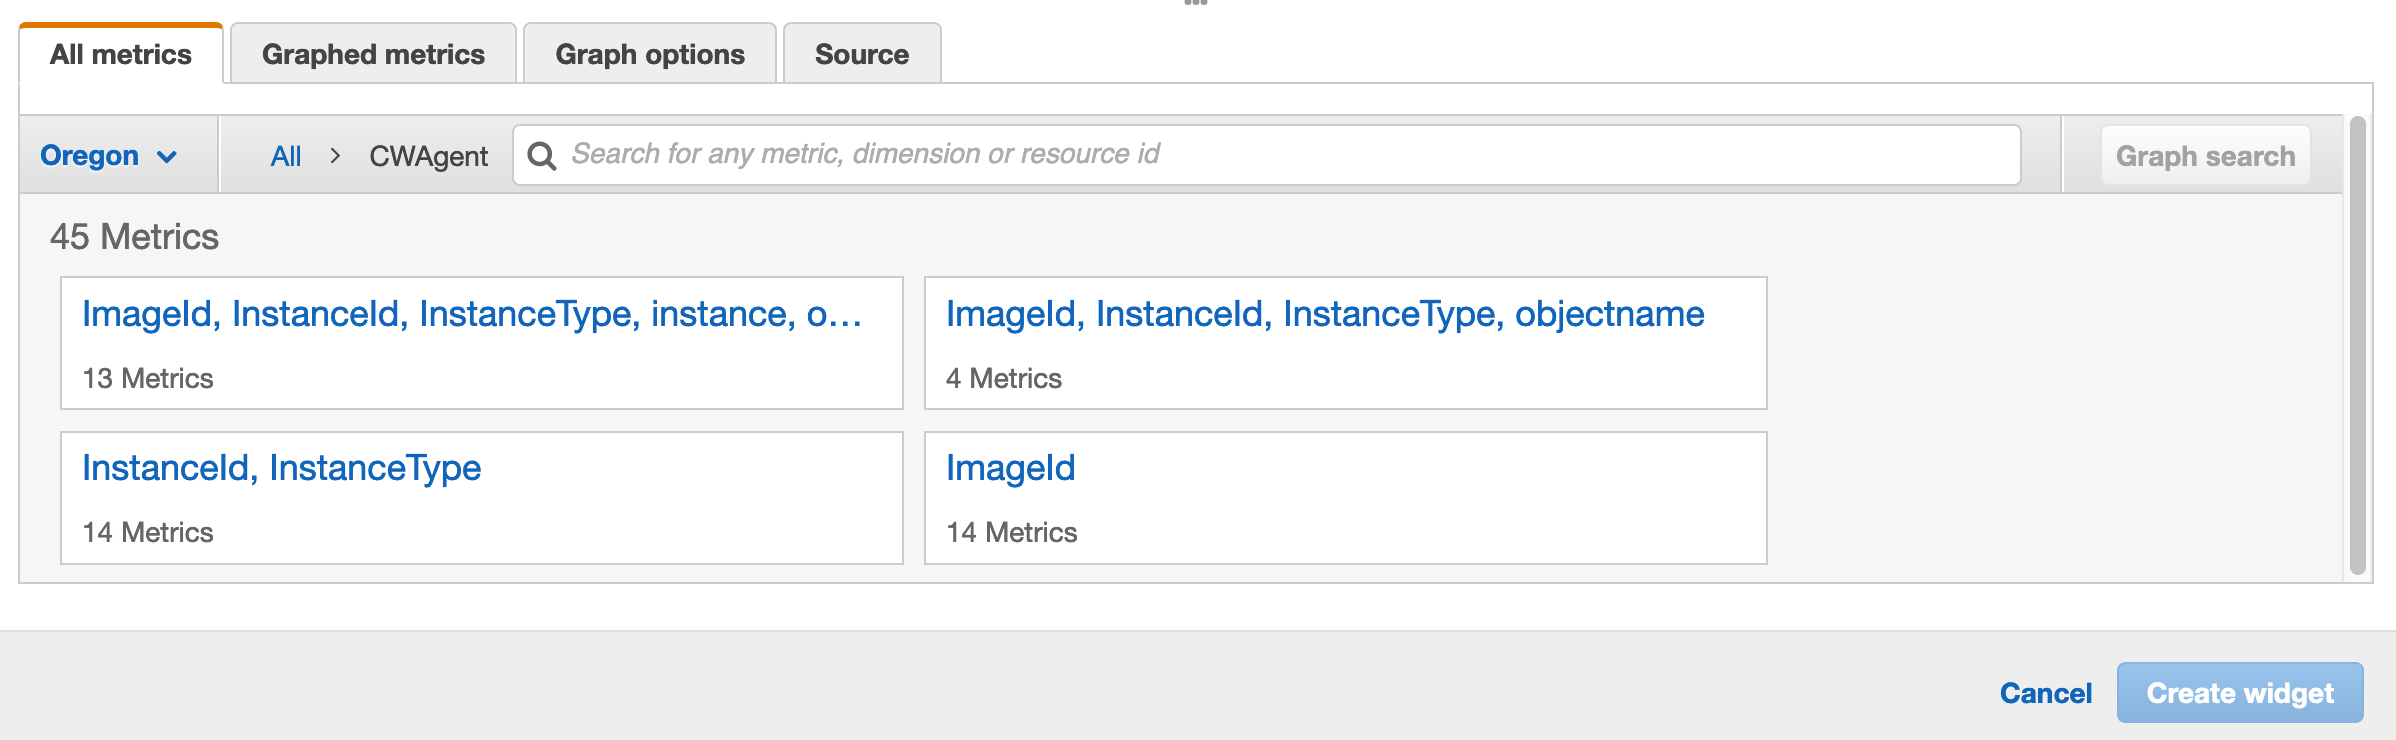 All metrics
Graphed metrics
Graph options
Source
Oregon
All > CWAgent
Search for any metric, dimension or resource id
Graph search
45 Metrics
ImageId, InstanceId, InstanceType, instance, o...
13 Metrics
ImageId, InstanceId, InstanceType, objectname
4 Metrics
InstanceId, InstanceType
14 Metrics
ImageId
14 Metrics
Cancel
Create widget